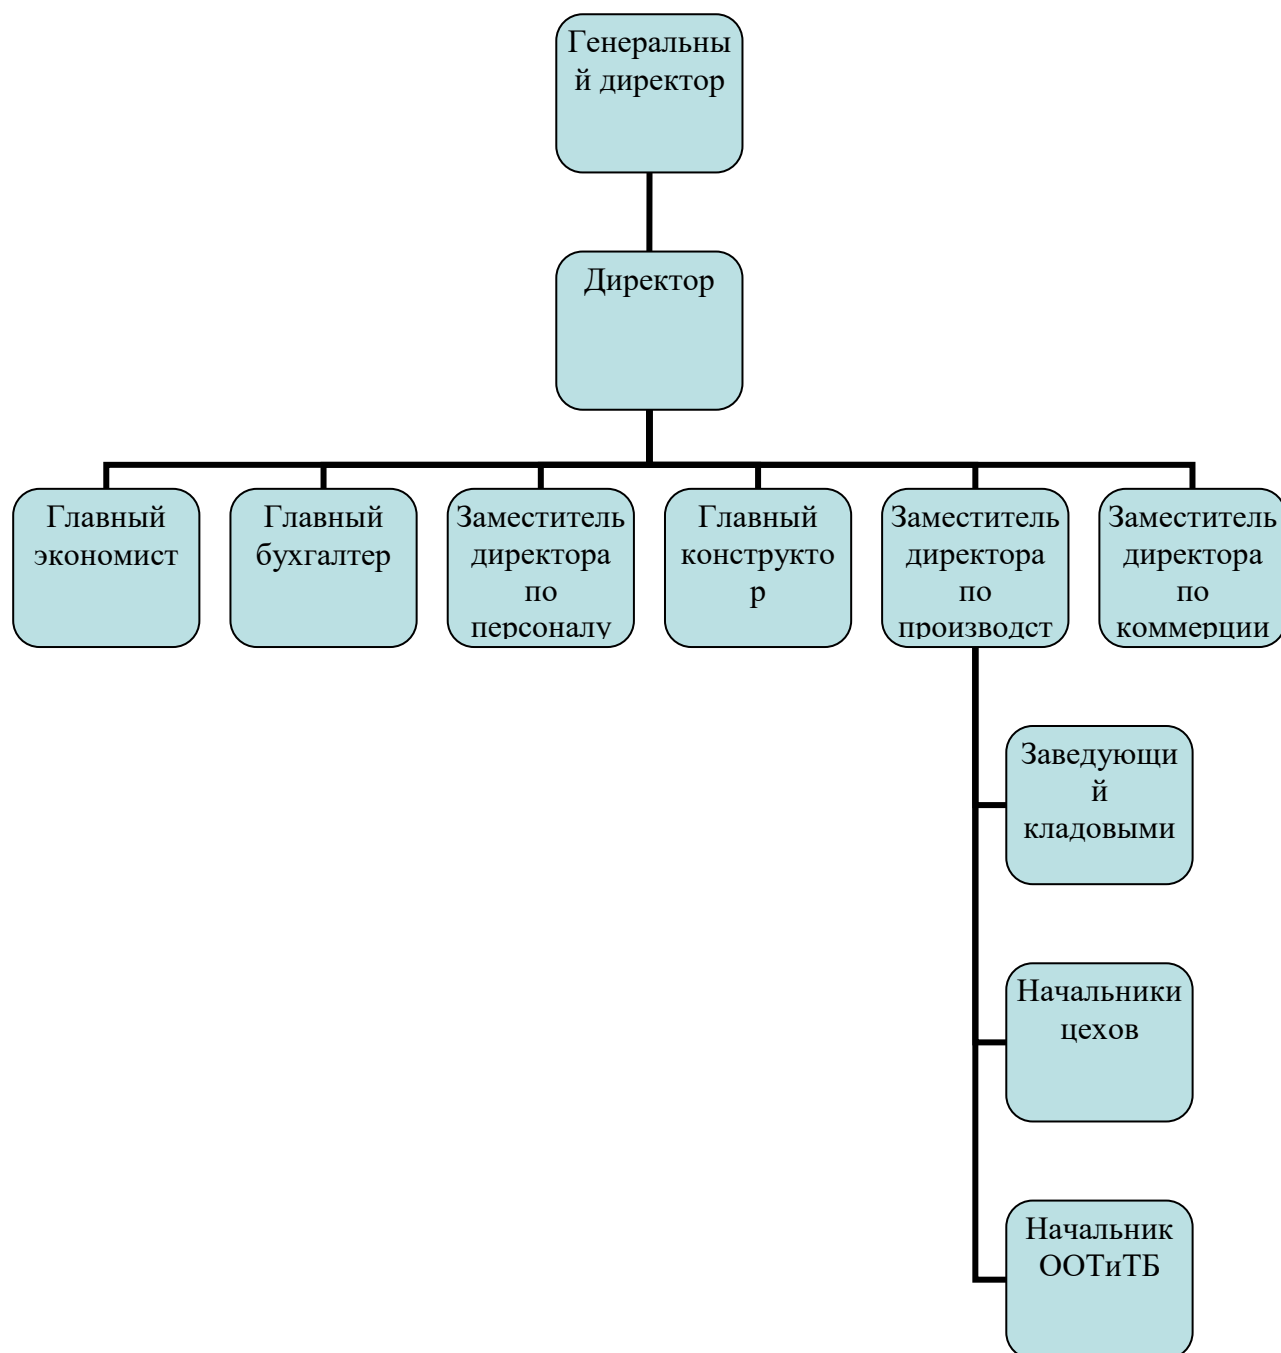 Генеральны
й директор
Директор
Главный
экономист
Главный
бухгалтер
Заместитель
директора
по
персоналу
Главный
конструкто
р
Заместитель
директора
по
производст
Заместитель
директора
по
коммерции
Заведующи
й
кладовыми
Начальники
цехов
Начальник
ООТиТБ